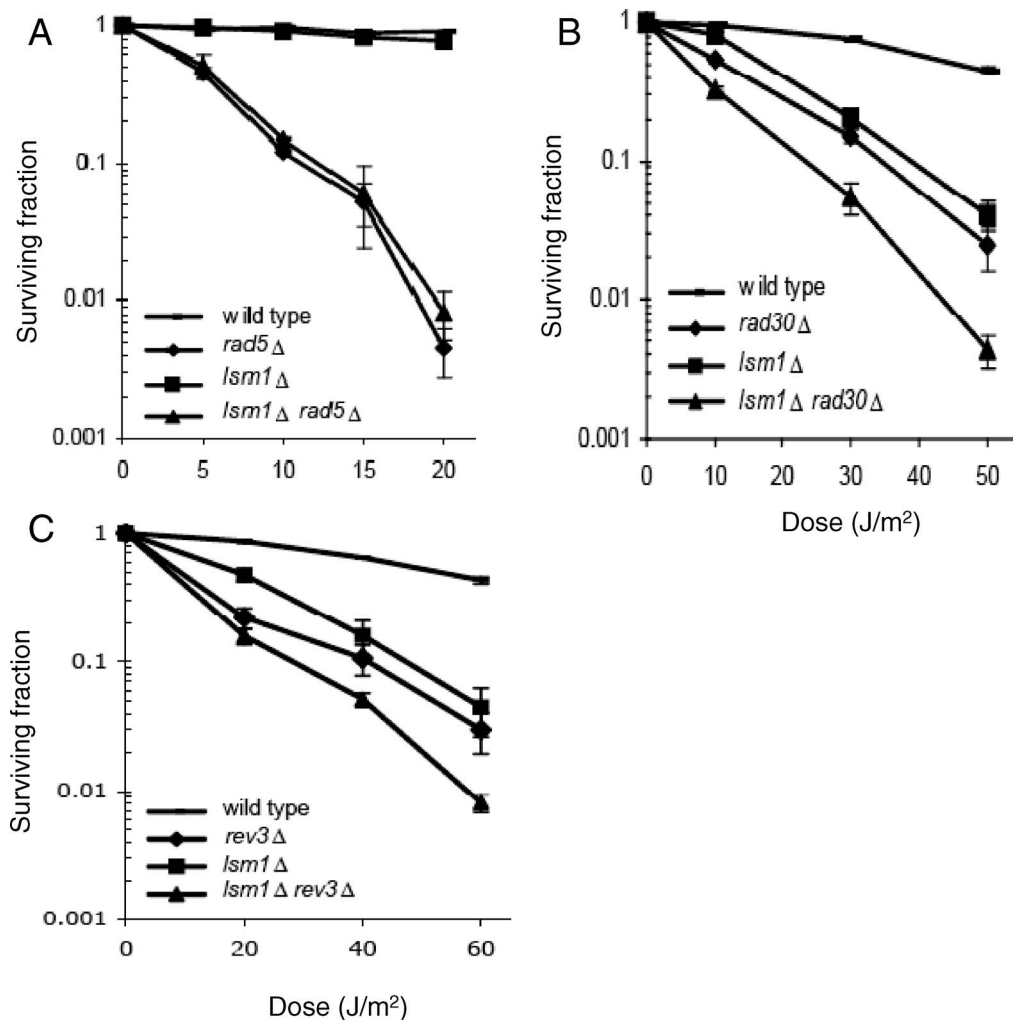 A
Surviving fraction
1
0.1
0.01
0.001
wild type
rad5Δ
lsm1Δ
lsm1Δ rad5Δ
0 5 10 15 20
B
Surviving fraction
1
0.1
0.01
0.001
wild type
rad30Δ
lsm1Δ
lsm1Δ rad30Δ
0 10 20 30 40 50
Dose (J/m²)
C
Surviving fraction
1
0.1
0.01
0.001
wild type
rev3Δ
lsm1Δ
lsm1Δ rev3Δ
0 20 40 60
Dose (J/m²)